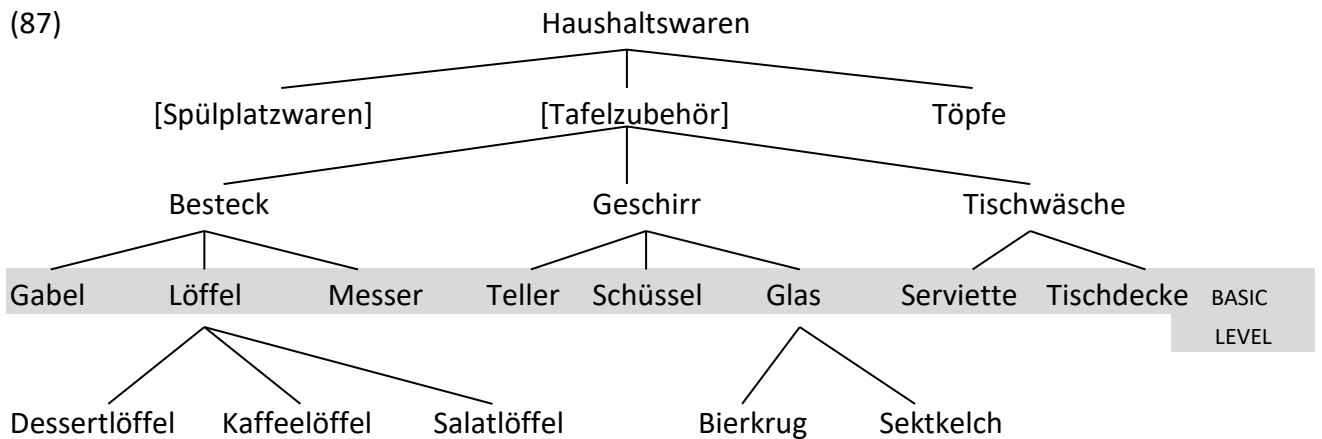 (87) Haushaltswaren
[Spülplatzwaren] [Tafelzubehör] Töpfe
Besteck Geschirr Tischwäsche
Gabel Löffel Messer Teller Schüssel Glas Serviette Tischdecke BASIC
LEVEL
Dessertlöffel Kaffeelöffel Salatlöffel Bierkrug Sektkelch